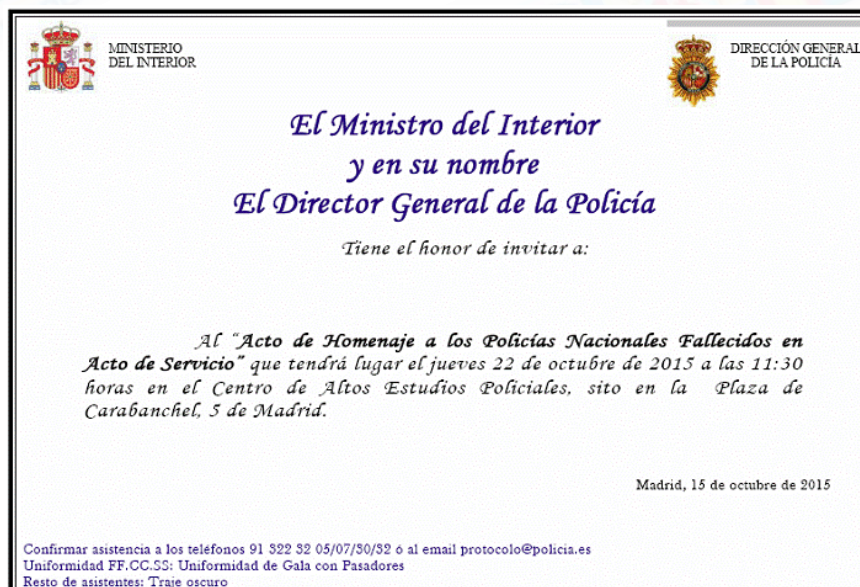 MINISTERIO
DEL INTERIOR
DIRECCIÓN GENERAL
DE LA POLICÍA
El Ministro del Interior
y en su nombre
El Director General de la Policía
Tiene el honor de invitar a:
Al “Acto de Homenaje a los Policías Nacionales Fallecidos en
Acto de Servicio” que tendrá lugar el jueves 22 de octubre de 2015 a las 11:30
horas en el Centro de Altos Estudios Policiales, sito en la Plaza de
Carabanchel, 5 de Madrid.
Madrid, 15 de octubre de 2015
Confirmar asistencia a los teléfonos 91 322 32 05/07/30/32 ó al email protocolo@policia.es
Uniformidad FF.CC.SS: Uniformidad de Gala con Pasadores
Resto de asistentes: Traje oscuro